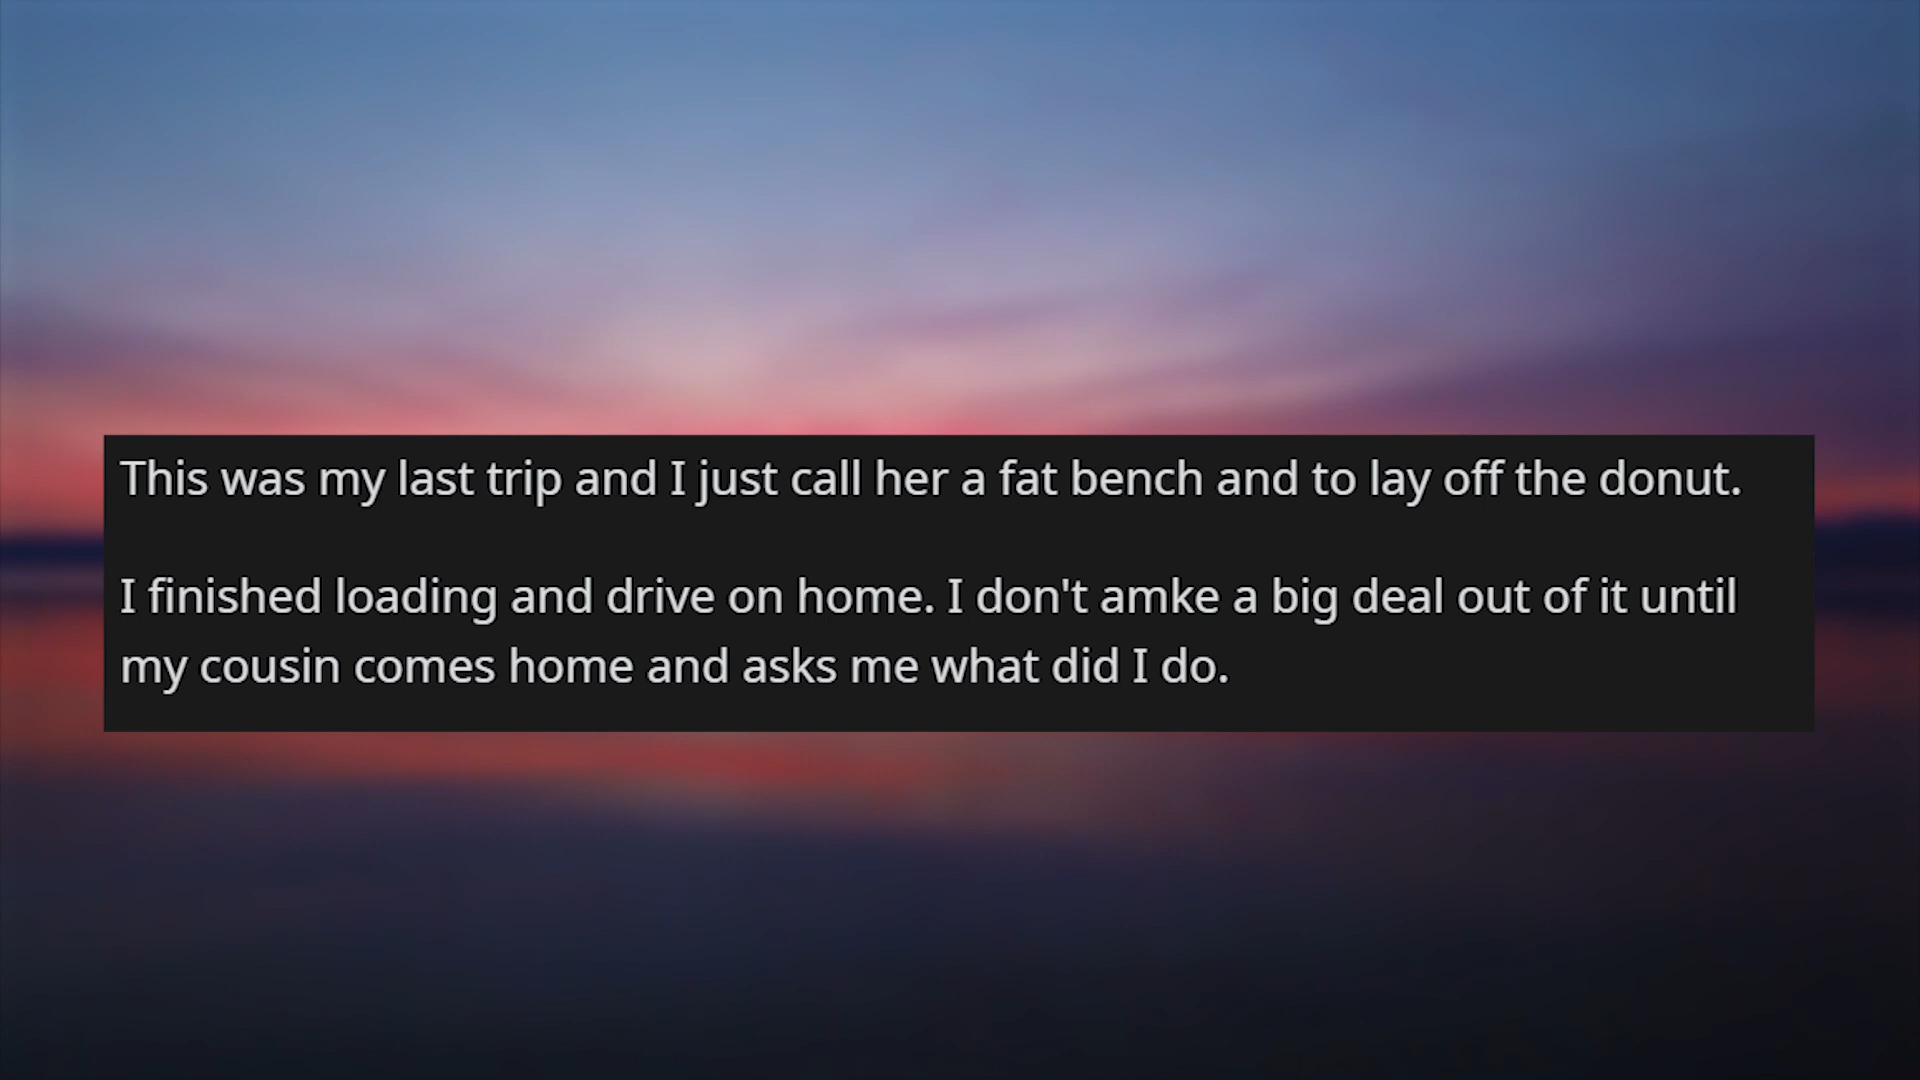 This was my last trip and I just call her a fat bench and to lay off the donut.
I finished loading and drive on home. I don't amke a big deal out of it until
my cousin comes home and asks me what did I do.